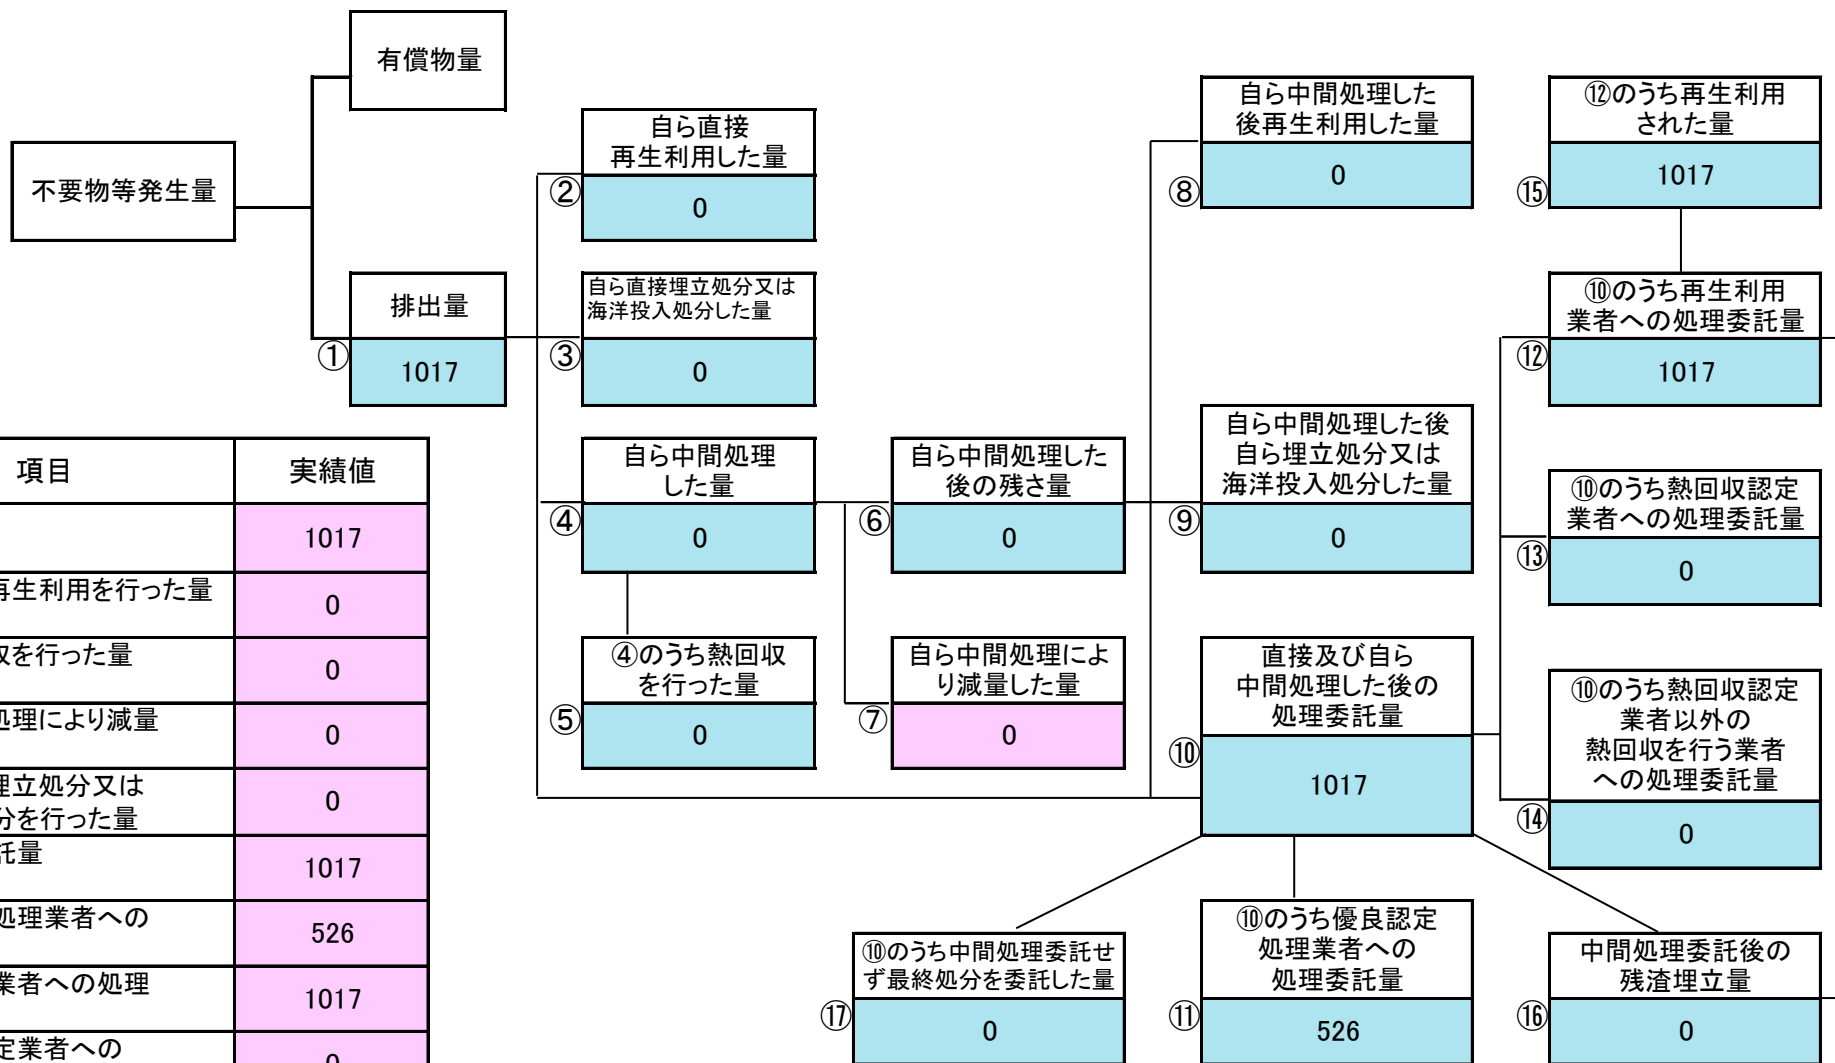 有償物量
不要物等発生量
排出量
①
1017
自ら直接
再生利用した量
②
0
自ら直接埋立処分又は
海洋投入処分した量
③
0
自ら中間処理
した量
④
0
④のうち熱回収
を行った量
⑤
0
自ら中間処理した
後の残さ量
⑥
0
自ら中間処理によ
り減量した量
⑦
0
自ら中間処理した
後再生利用した量
⑧
0
自ら中間処理した後
自ら埋立処分又は
海洋投入処分した量
⑨
0
直接及び自ら
中間処理した後の
処理委託量
⑩
1017
⑩のうち優良認定
処理業者への
処理委託量
⑪
526
⑫のうち再生利用
された量
⑮
1017
⑩のうち再生利用
業者への処理委託量
⑫
1017
⑩のうち熱回収認定
業者への処理委託量
⑬
0
⑩のうち熱回収認定
業者以外の
熱回収を行う業者
への処理委託量
⑭
0
⑩のうち中間処理委託せ
ず最終処分を委託した量
⑰
0
中間処理委託後の
残渣埋立量
⑯
0
項目 実績値
1017
再生利用を行った量 0
を行った量 0
処理により減量 0
埋立処分又は
分を行った量
0
託量 1017
処理業者への 526
業者への処理 1017
定業者への 0